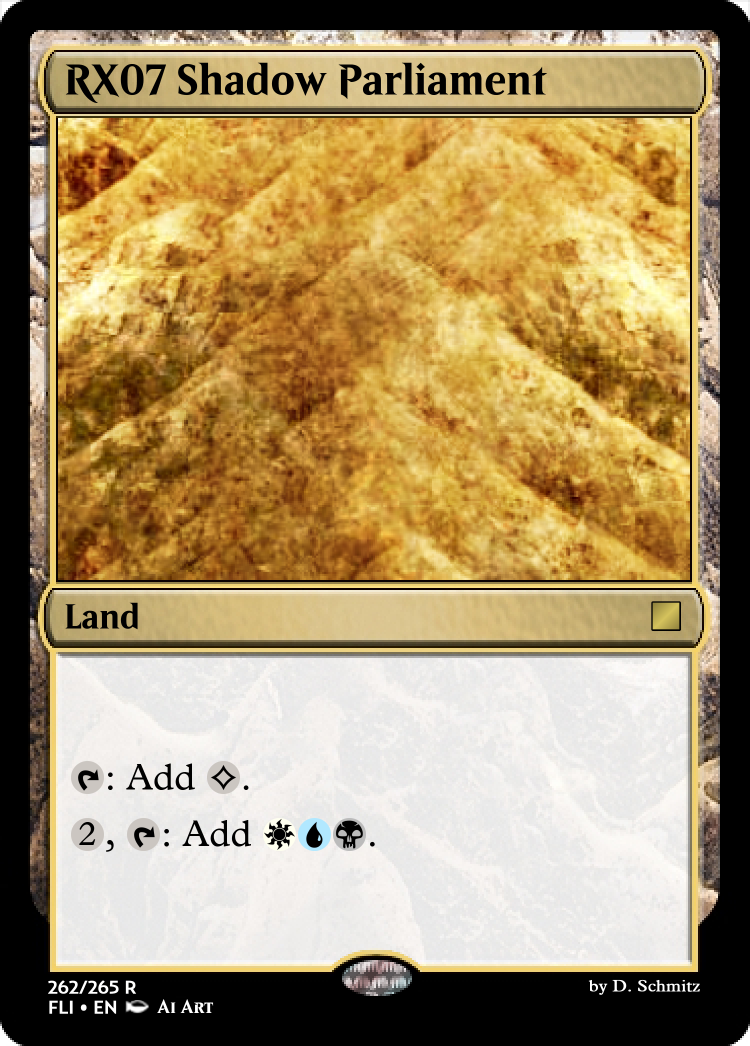 RX07 Shadow Parliament
Land
: Add .
2, : Add .
262/265 R
by D. Schmitz
FLI • EN AI ART